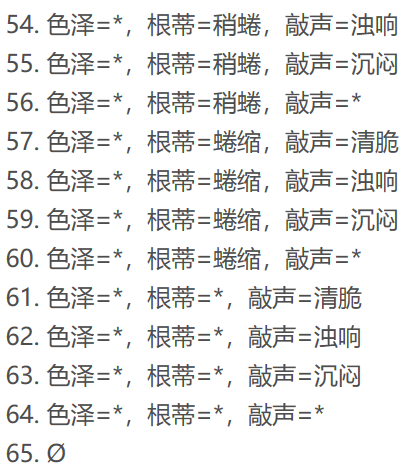 54. 色泽=*，根蒂=稍蜷，敲声=浊响
55. 色泽=*，根蒂=稍蜷，敲声=沉闷
56. 色泽=*，根蒂=稍蜷，敲声=*
57. 色泽=*，根蒂=蜷缩，敲声=清脆
58. 色泽=*，根蒂=蜷缩，敲声=浊响
59. 色泽=*，根蒂=蜷缩，敲声=沉闷
60. 色泽=*，根蒂=蜷缩，敲声=*
61. 色泽=*，根蒂=*，敲声=清脆
62. 色泽=*，根蒂=*，敲声=浊响
63. 色泽=*，根蒂=*，敲声=沉闷
64. 色泽=*，根蒂=*，敲声=*
65. Ø